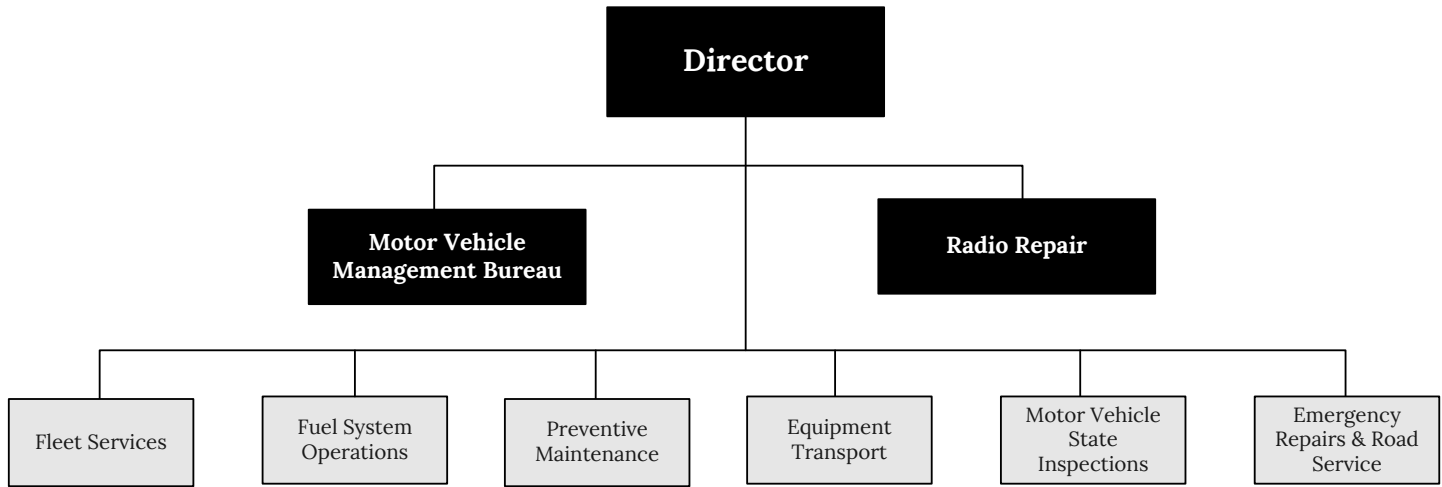 Director
Motor Vehicle
Management Bureau
Radio Repair
Fleet Services
Fuel System
Operations
Preventive
Maintenance
Equipment
Transport
Motor Vehicle
State
Inspections
Emergency
Repairs & Road
Service